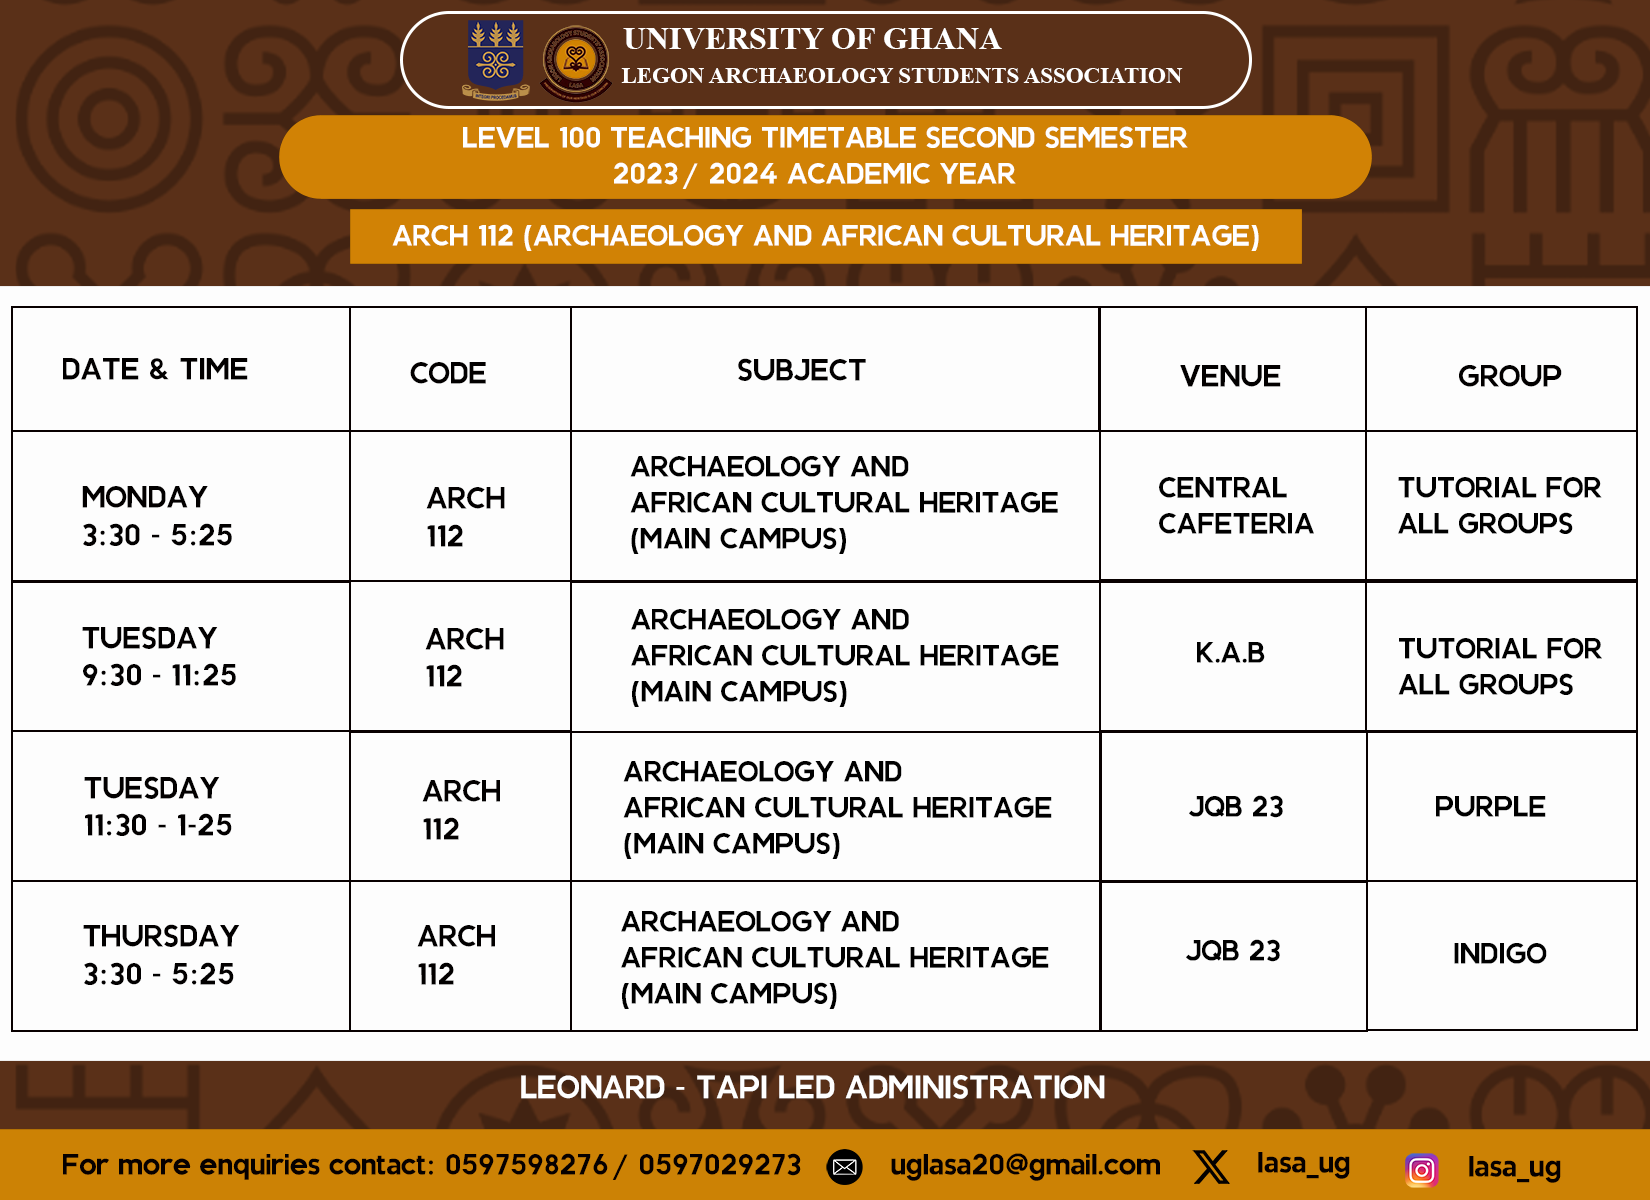 UNIVERSITY OF GHANA
LEGON ARCHAEOLOGY STUDENTS ASSOCIATION
LEVEL 100 TEACHING TIMETABLE SECOND SEMESTER
2023/ 2024 ACADEMIC YEAR
ARCH 112 (ARCHAEOLOGY AND AFRICAN CULTURAL HERITAGE)
DATE & TIME
CODE
SUBJECT
VENUE
GROUP
MONDAY
3:30 - 5:25
ARCH
112
ARCHAEOLOGY AND
AFRICAN CULTURAL HERITAGE
(MAIN CAMPUS)
CENTRAL
CAFETERIA
TUTORIAL FOR
ALL GROUPS
TUESDAY
9:30 - 11:25
ARCH
112
ARCHAEOLOGY AND
AFRICAN CULTURAL HERITAGE
(MAIN CAMPUS)
K.A.B
TUTORIAL FOR
ALL GROUPS
TUESDAY
11:30 - 1-25
ARCH
112
ARCHAEOLOGY AND
AFRICAN CULTURAL HERITAGE
(MAIN CAMPUS)
JQB 23
PURPLE
THURSDAY
3:30 - 5:25
ARCH
112
ARCHAEOLOGY AND
AFRICAN CULTURAL HERITAGE
(MAIN CAMPUS)
JQB 23
INDIGO
LEONARD - TAPI LED ADMINISTRATION
For more enquiries contact: 0597598276/ 0597029273 uglasa20@gmail.com lasa_ug lasa_ug